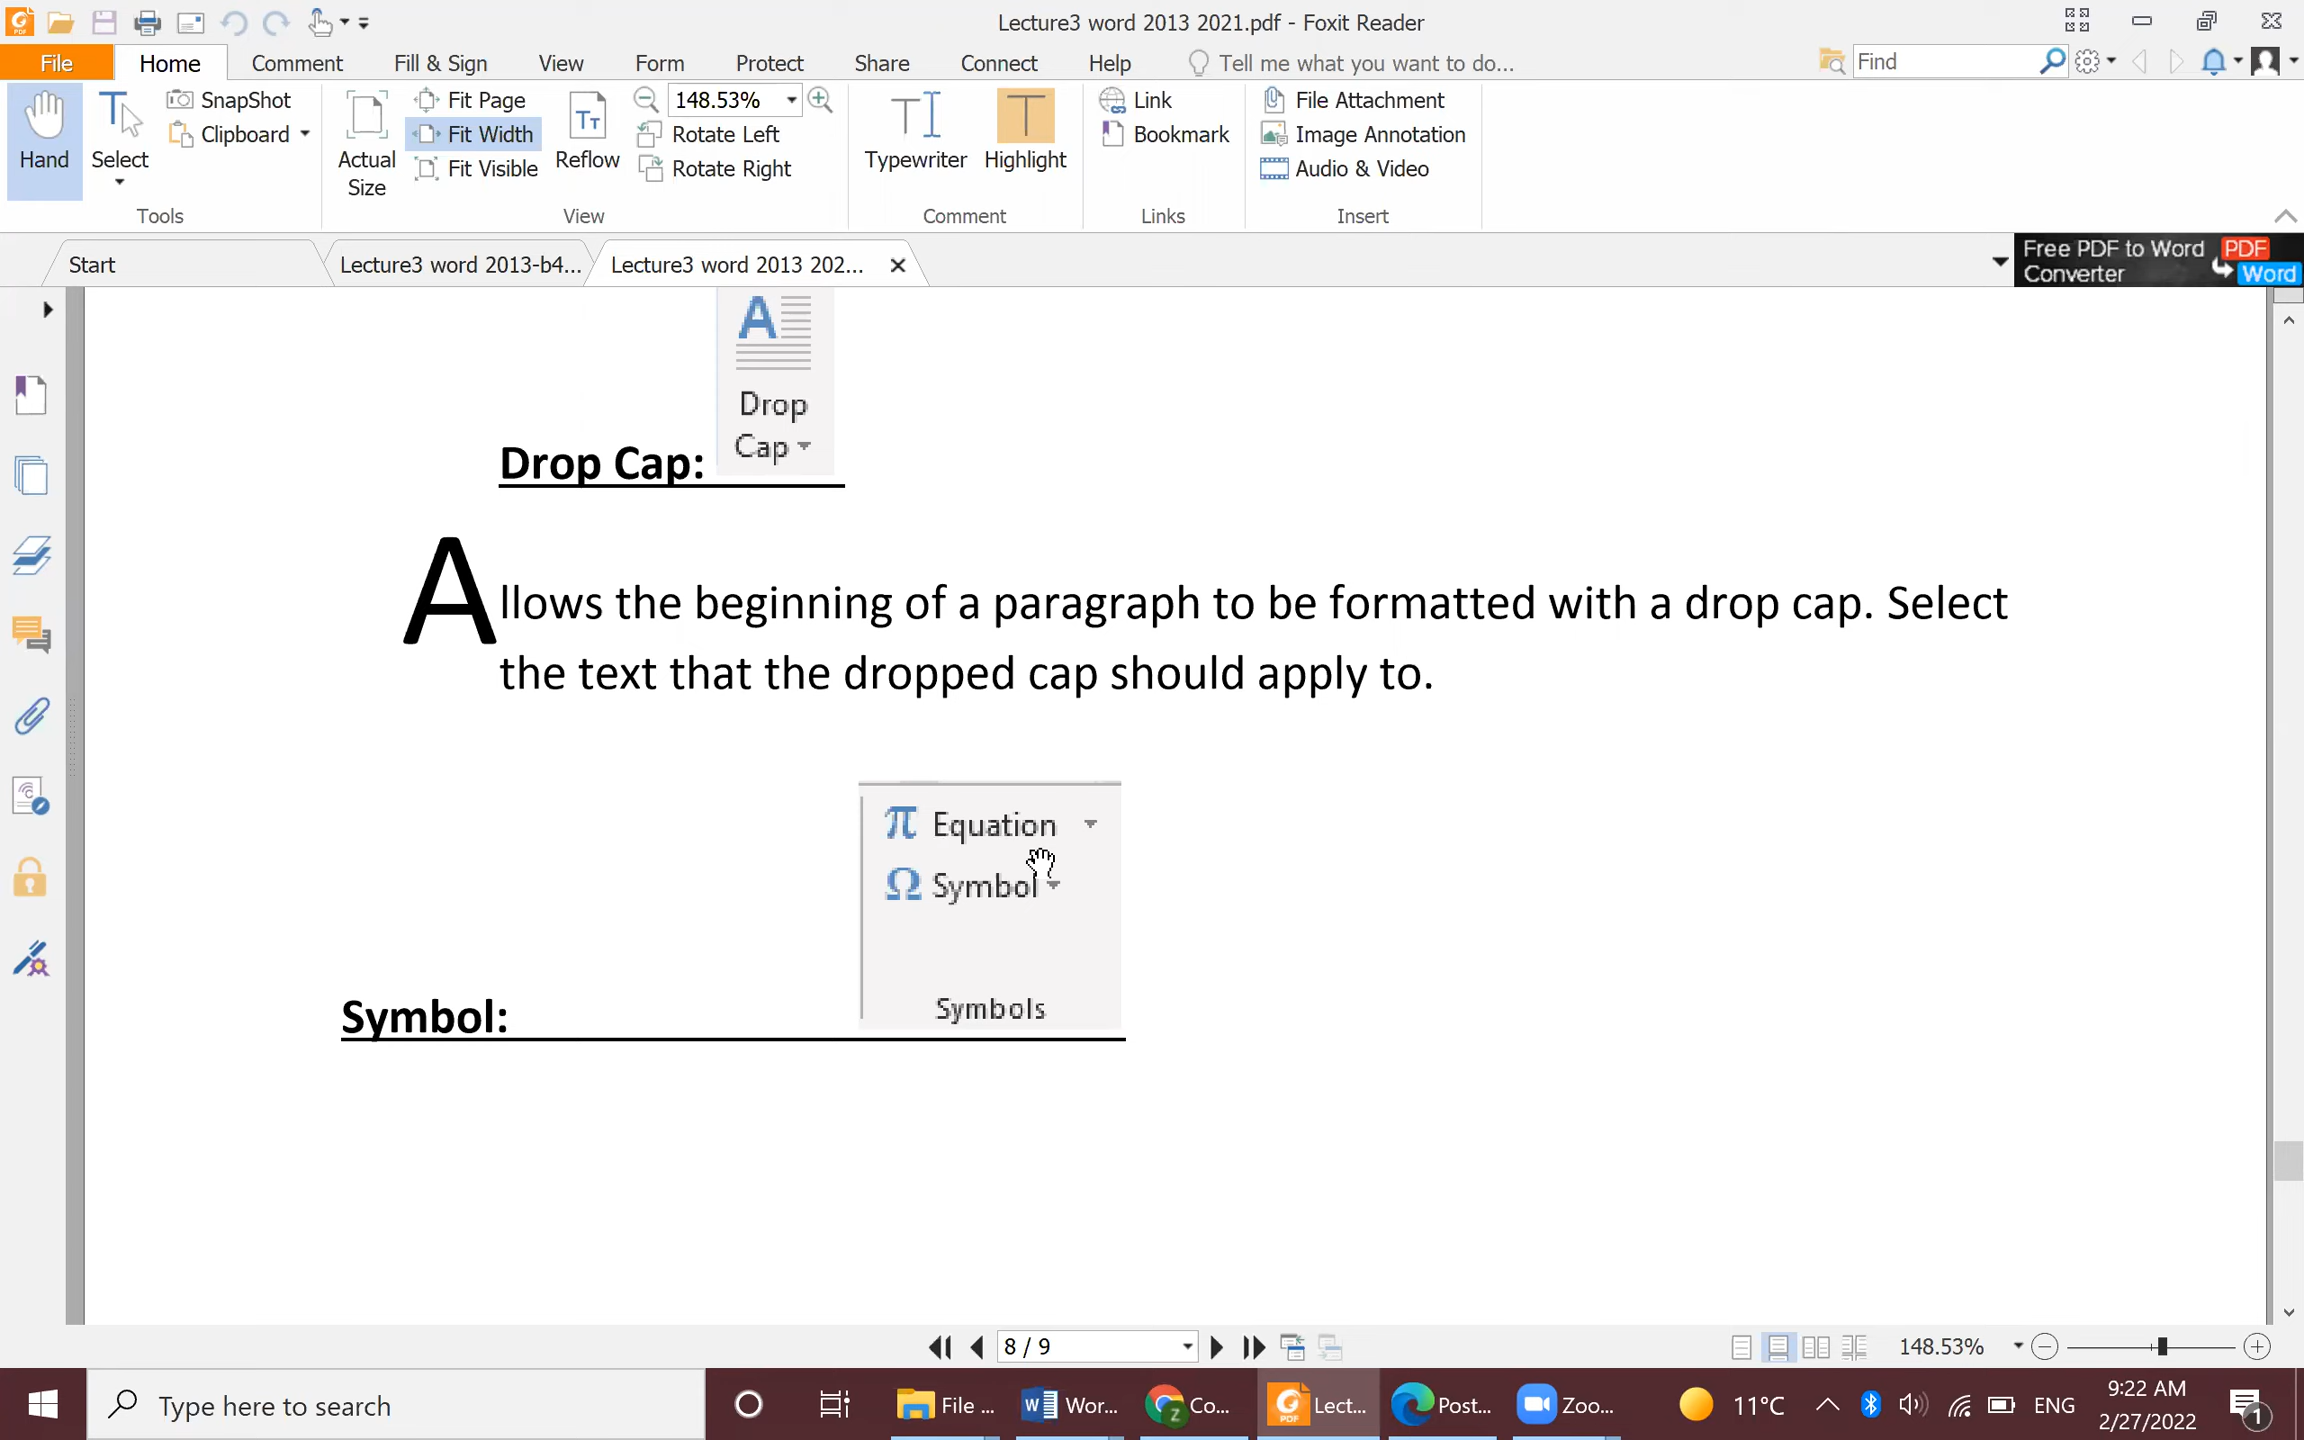 Lecture3 word 2013 2021.pdf - Foxit Reader
File Home Comment Fill & Sign View Form Protect Share Connect Help Tell me what you want to do... Find
Hand
Select
SnapShot
Clipboard
Tools
Actual Size
Fit Page
Fit Width
Fit Visible
Reflow
148.53%
Rotate Left
Rotate Right
View
Typewriter
Highlight
Comment
Link
Bookmark
Links
File Attachment
Image Annotation
Audio & Video
Insert
Start
Lecture3 word 2013-b4...
Lecture3 word 2013 202...
Free PDF to Word Converter
PDF
Word
Drop
Cap
Drop Cap:
Allows the beginning of a paragraph to be formatted with a drop cap. Select
the text that the dropped cap should apply to.
π Equation
Ω Symbol
Symbols
Symbol:
8 / 9
148.53%
Type here to search
File ...
Wor...
Co...
Lect...
Post...
Zoo...
11°C
ENG
9:22 AM
2/27/2022
1